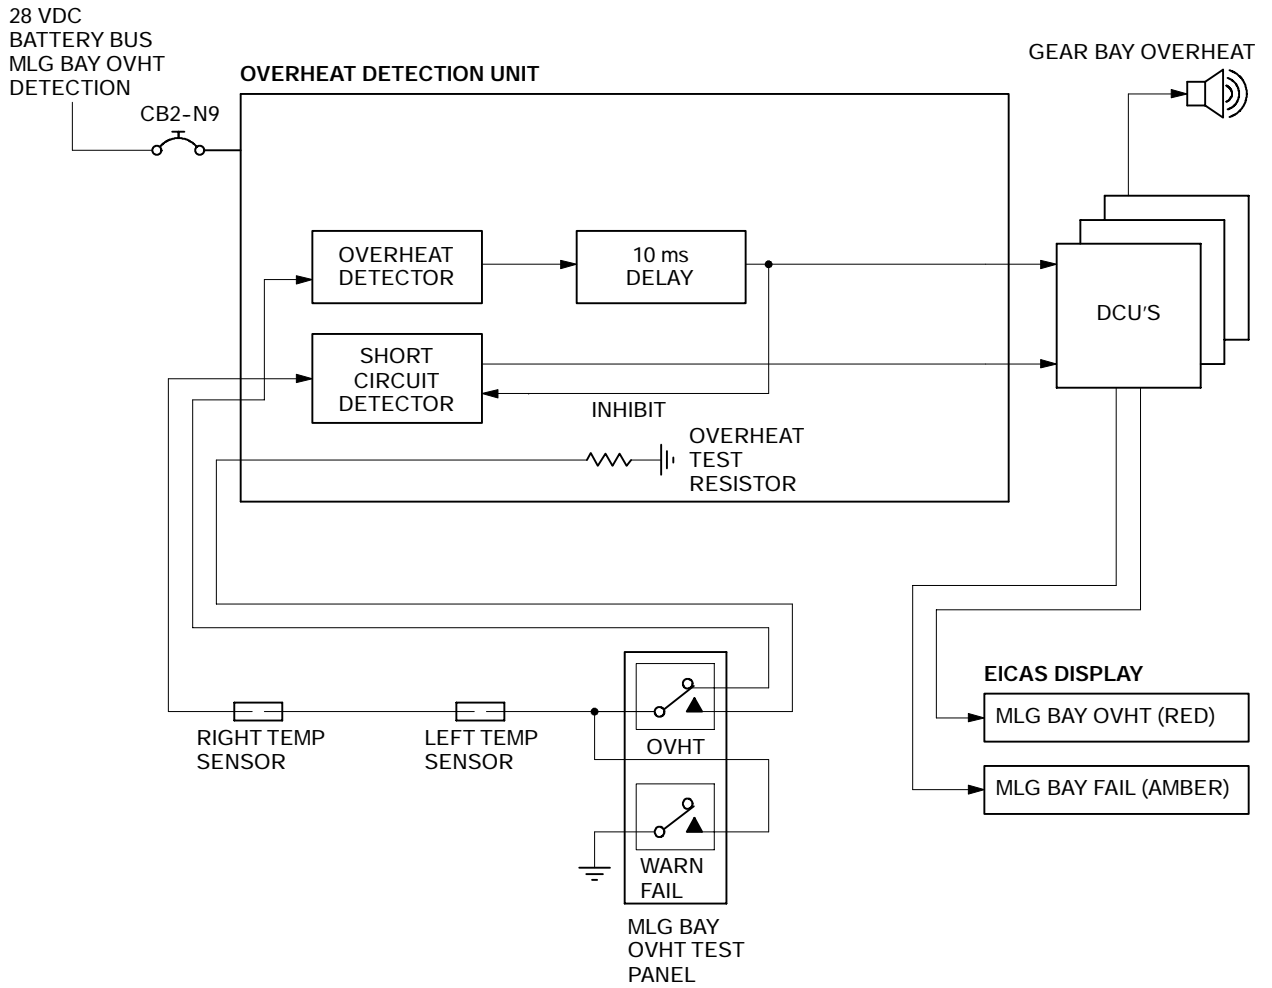 28 VDC
BATTERY BUS
MLG BAY OVHT
DETECTION
CB2-N9
OVERHEAT DETECTION UNIT
GEAR BAY OVERHEAT
OVERHEAT
DETECTOR
10 ms
DELAY
DCU'S
SHORT
CIRCUIT
DETECTOR
INHIBIT
OVERHEAT
TEST
RESISTOR
RIGHT TEMP
SENSOR
LEFT TEMP
SENSOR
OVHT
WARN
FAIL
MLG BAY
OVHT TEST
PANEL
EICAS DISPLAY
MLG BAY OVHT (RED)
MLG BAY FAIL (AMBER)